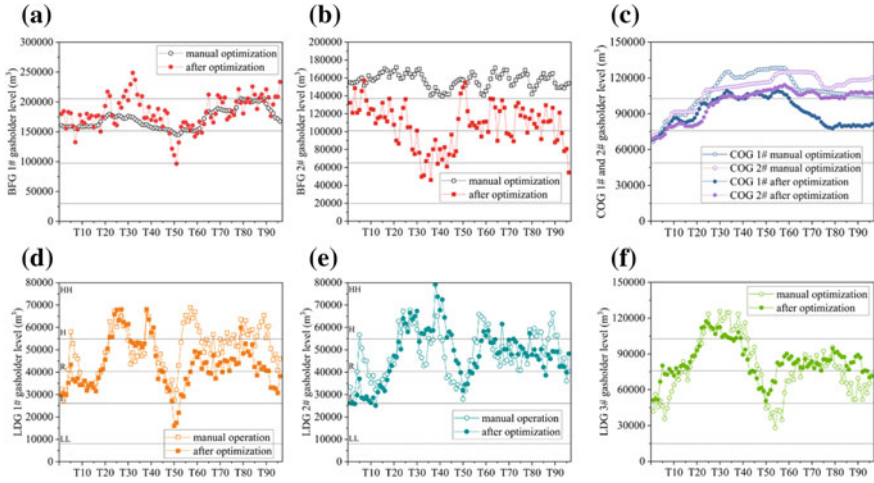 (a)
BFG 1# gasholder level (m³)
300000
250000
200000
150000
100000
50000
0
manual optimization
after optimization
T10 T20 T30 T40 T50 T60 T70 T80 T90
(b)
BFG 2# gasholder level (m³)
200000
180000
160000
140000
120000
100000
80000
60000
40000
20000
0
manual optimization
after optimization
T10 T20 T30 T40 T50 T60 T70 T80 T90
(c)
COG 1# and 2# gasholder level (m³)
150000
120000
90000
60000
30000
0
COG 1# manual optimization
COG 2# manual optimization
COG 1# after optimization
COG 2# after optimization
T10 T20 T30 T40 T50 T60 T70 T80 T90
(d)
LDG 1# gasholder level (m³)
80000
70000
60000
50000
40000
30000
20000
10000
0
HH
H
R
LL
manual operation
after optimization
T10 T20 T30 T40 T50 T60 T70 T80 T90
(e)
LDG 2# gasholder level (m³)
80000
70000
60000
50000
40000
30000
20000
10000
0
HH
H
R
LL
manual operation
after optimization
T10 T20 T30 T40 T50 T60 T70 T80 T90
(f)
LDG 3# gasholder level (m³)
150000
120000
90000
60000
30000
0
manual optimization
after optimization
T10 T20 T30 T40 T50 T60 T70 T80 T90